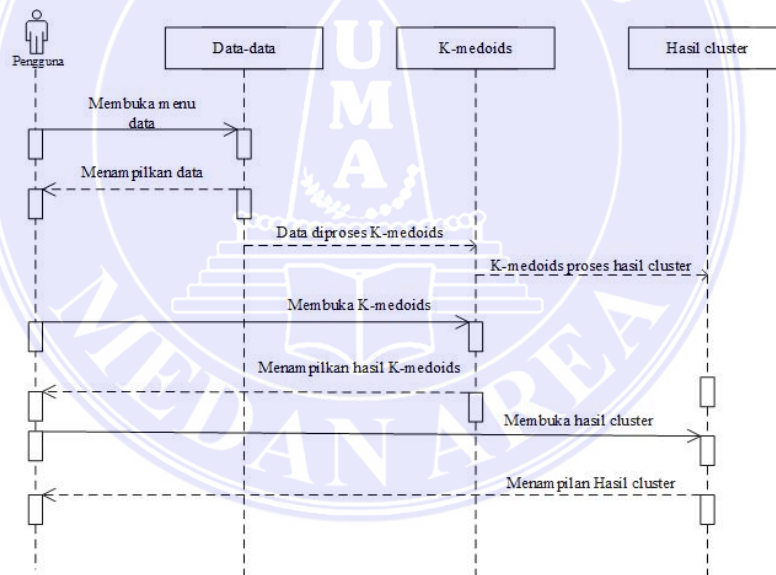 Pengguna
Data-data
K-medoids
Hasil cluster
Membuka menu
data
Menampilkan data
Data diproses K-medoids
K-medoids proses hasil cluster
Membuka K-medoids
Menampilkan hasil K-medoids
Membuka hasil cluster
Menampilan Hasil cluster
UMA
MEDAN AREA